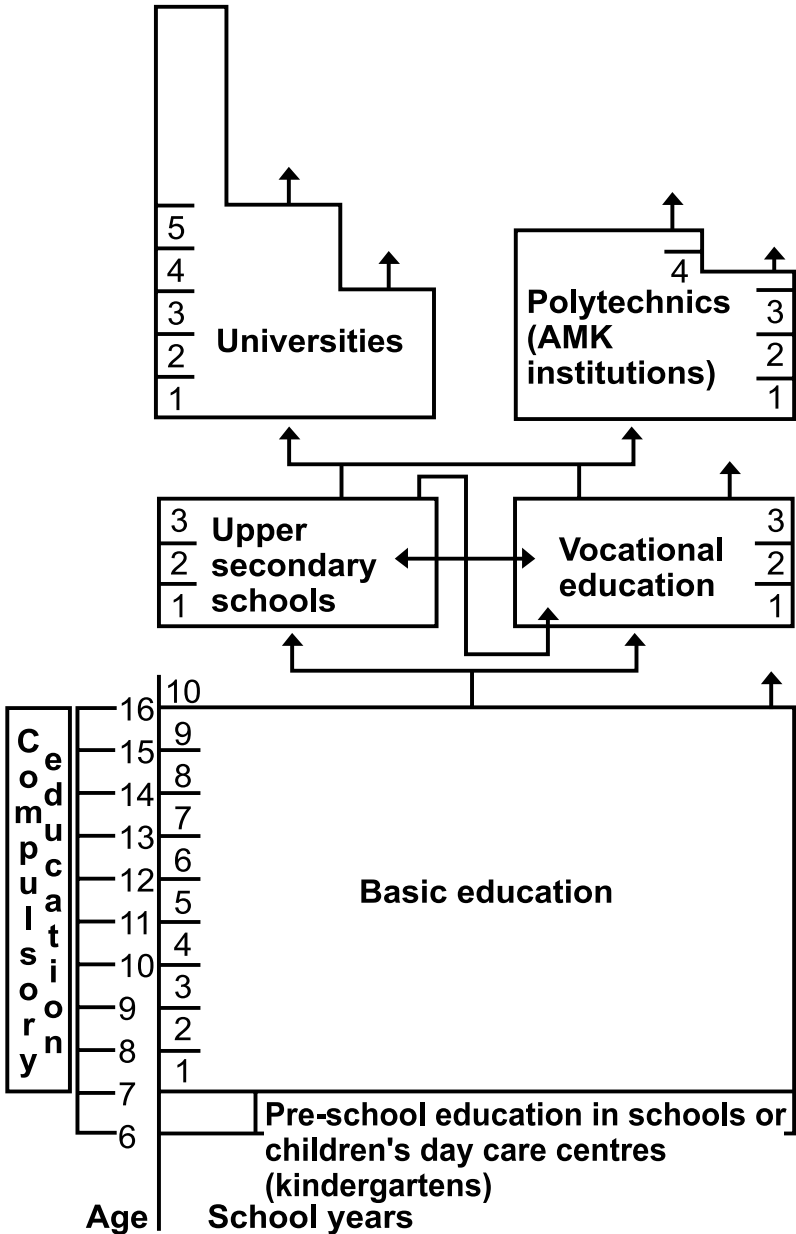 5
4
3
2
1
Universities
4
Polytechnics
(AMK
institutions)
3
2
1
3
2
1
Upper
secondary
schools
Vocational
education
3
2
1
Compulsory
education
16
15
14
13
12
11
10
9
8
7
6
10
9
8
7
6
5
4
3
2
1
Basic education
Pre-school education in schools or
children's day care centres
(kindergartens)
Age School years